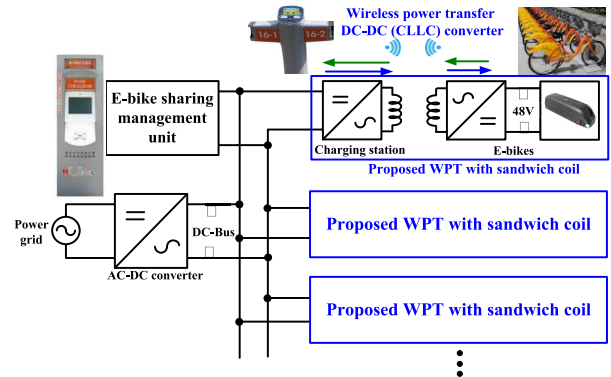 Wireless power transfer
DC-DC (CLLC) converter
16-1
16-2
E-bike sharing
management
unit
48V
Charging station
E-bikes
Proposed WPT with sandwich coil
Power
grid
DC-Bus
AC-DC converter
Proposed WPT with sandwich coil
Proposed WPT with sandwich coil